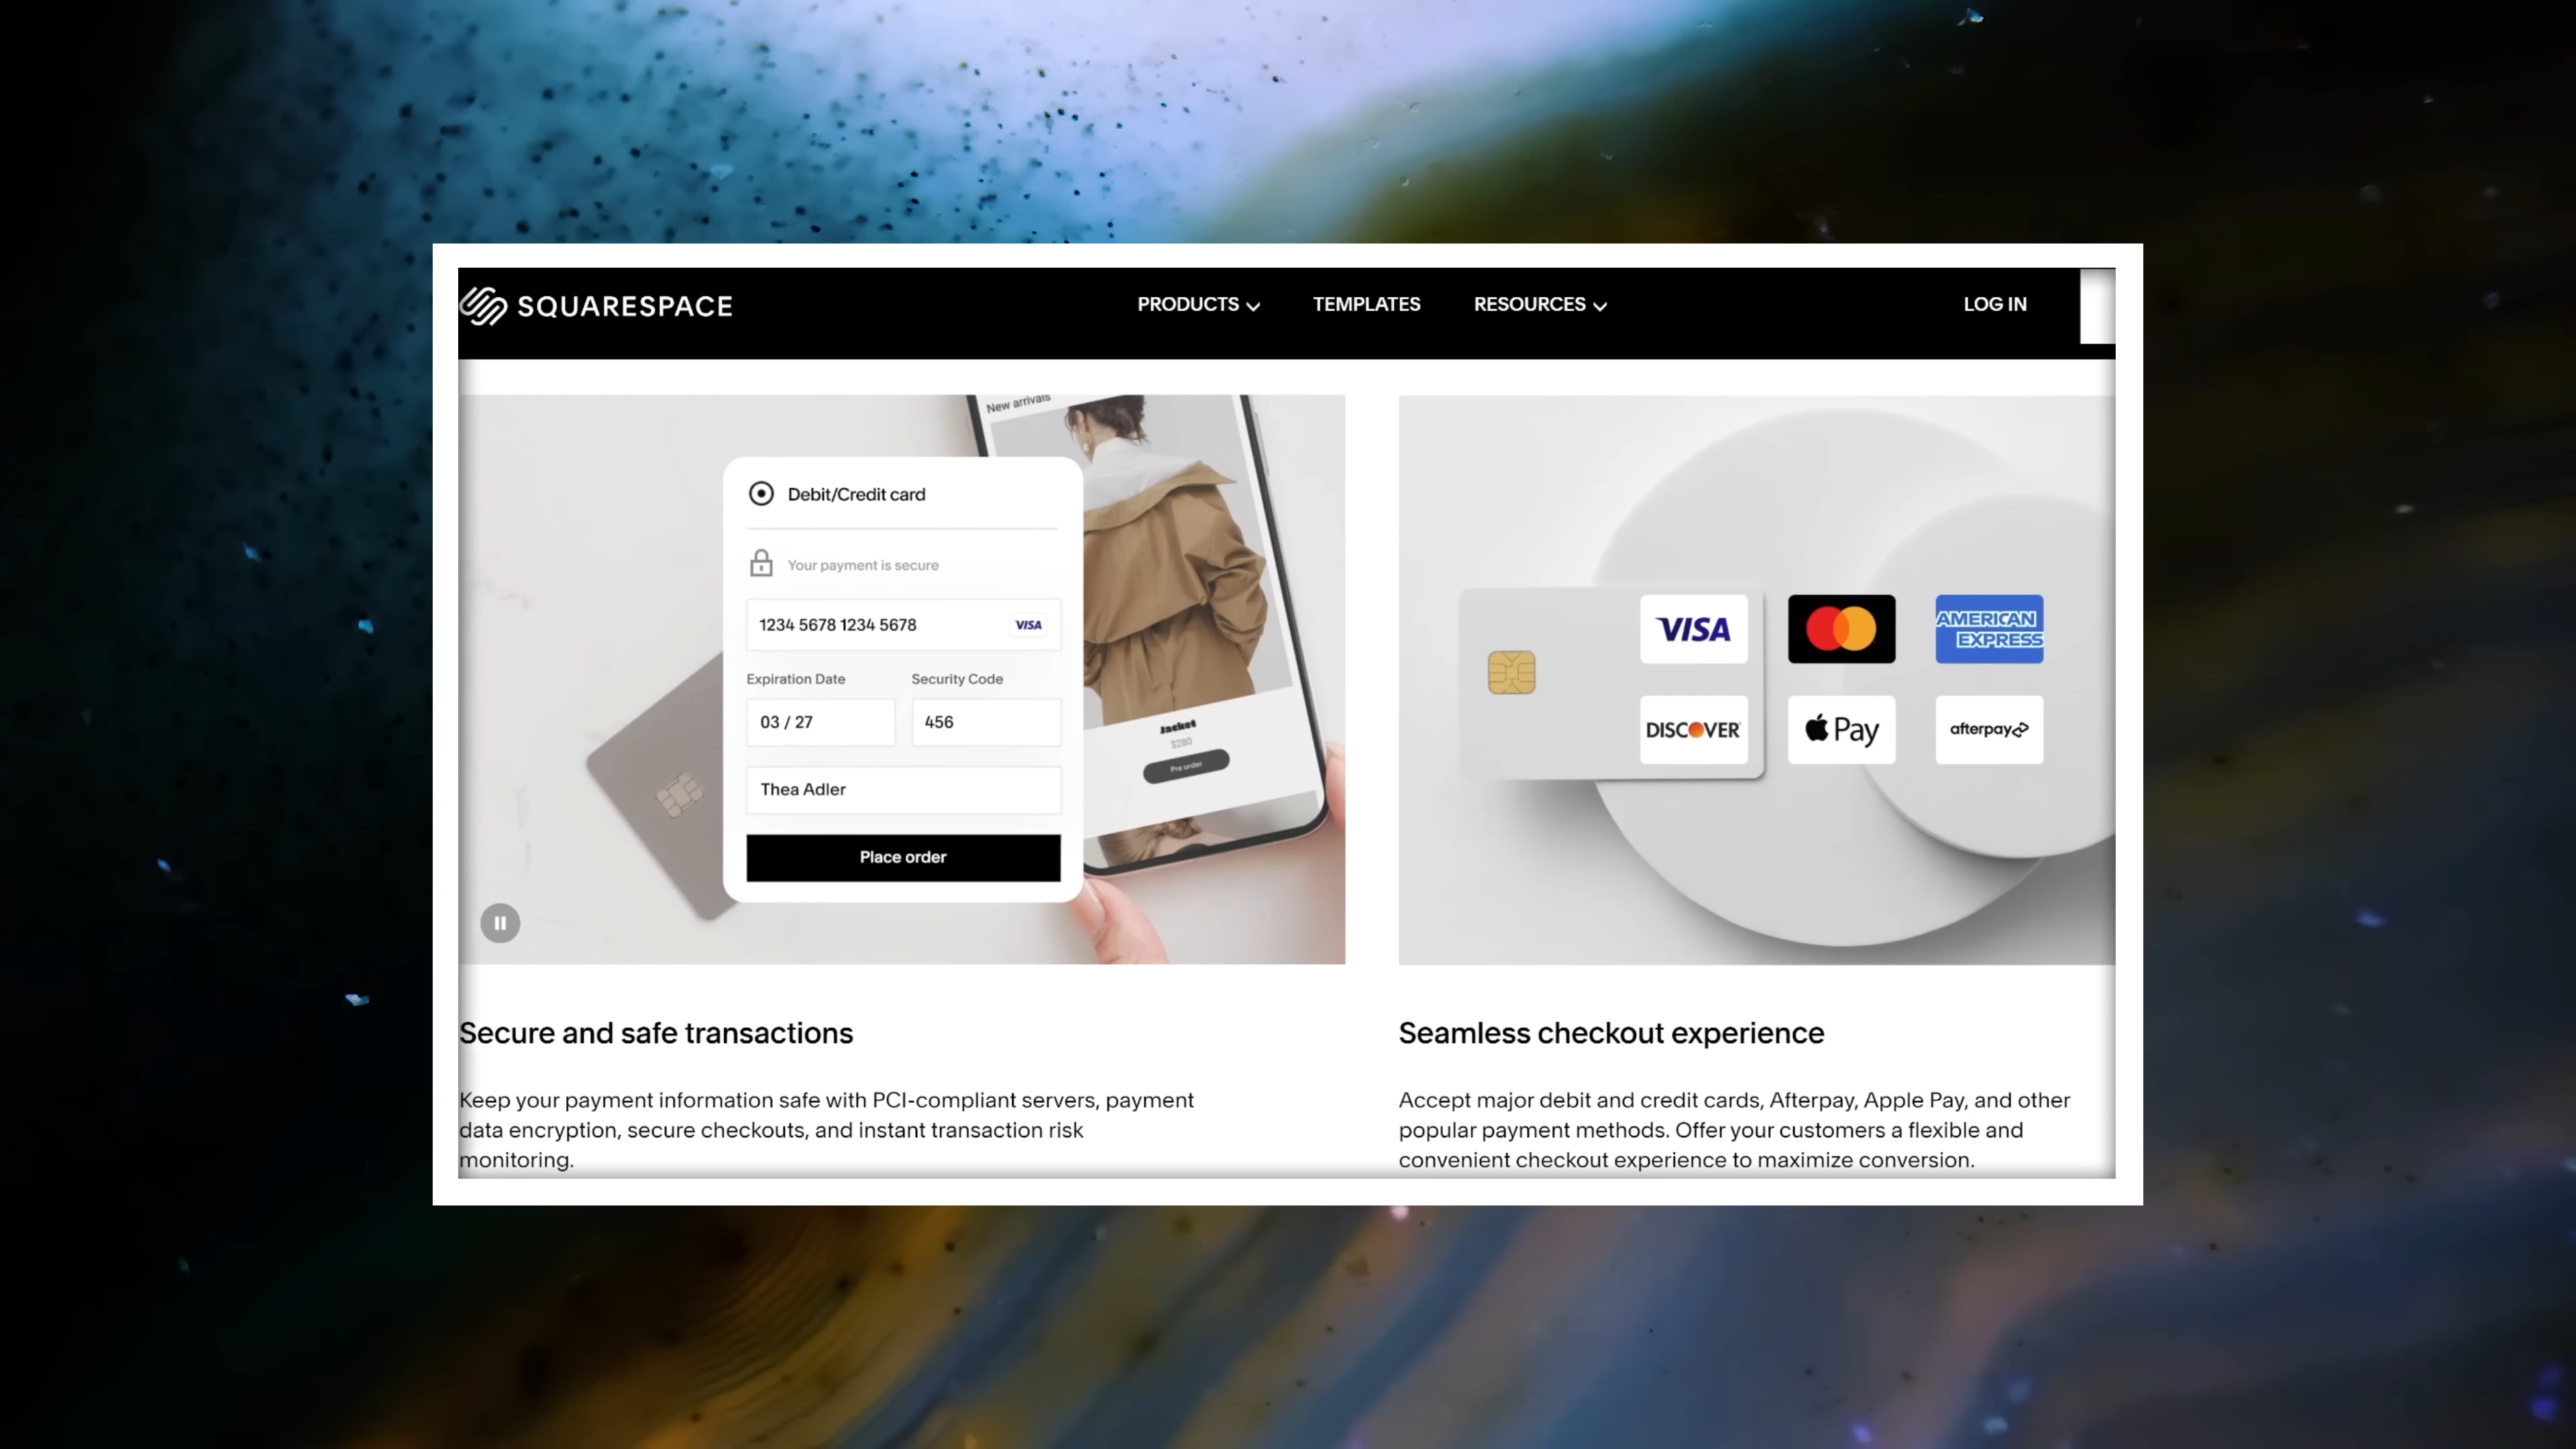 SQUARESPACE
PRODUCTS
TEMPLATES
RESOURCES
LOG IN
New arrivals
Debit/Credit card
Your payment is secure
1234 5678 1234 5678
VISA
Expiration Date
Security Code
03 / 27
456
Thea Adler
Place order
Jacket
$280
Pre order
VISA
AMERICAN
EXPRESS
DISCOVER
Pay
afterpay
Secure and safe transactions
Keep your payment information safe with PCI-compliant servers, payment
data encryption, secure checkouts, and instant transaction risk
monitoring.
Seamless checkout experience
Accept major debit and credit cards, Afterpay, Apple Pay, and other
popular payment methods. Offer your customers a flexible and
convenient checkout experience to maximize conversion.